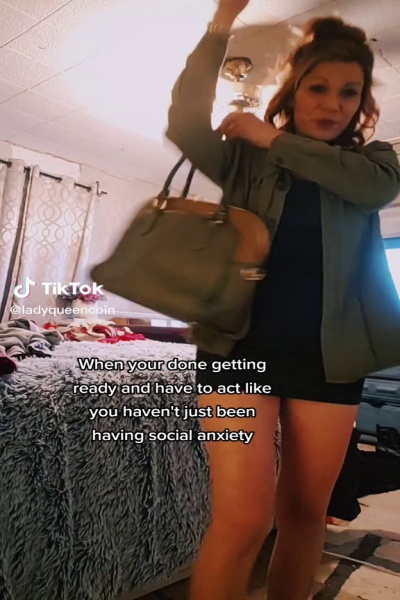 TikTok
@ladyqueencoin
When your done getting
ready and have to act like
you haven't just been
having social anxiety